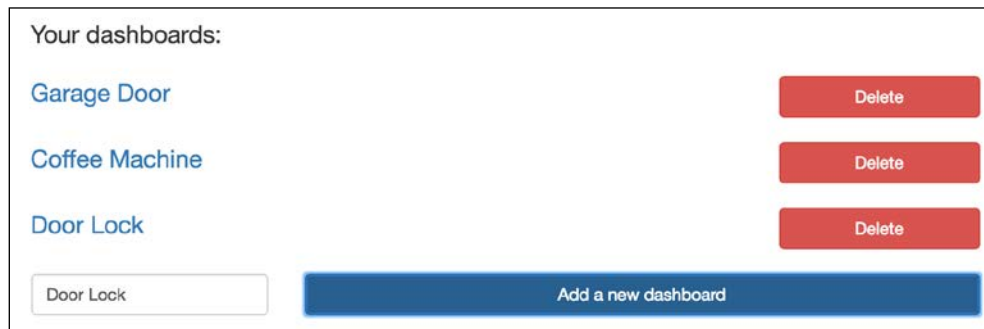 Your dashboards:
Garage Door
Delete
Coffee Machine
Delete
Door Lock
Delete
Door Lock
Add a new dashboard